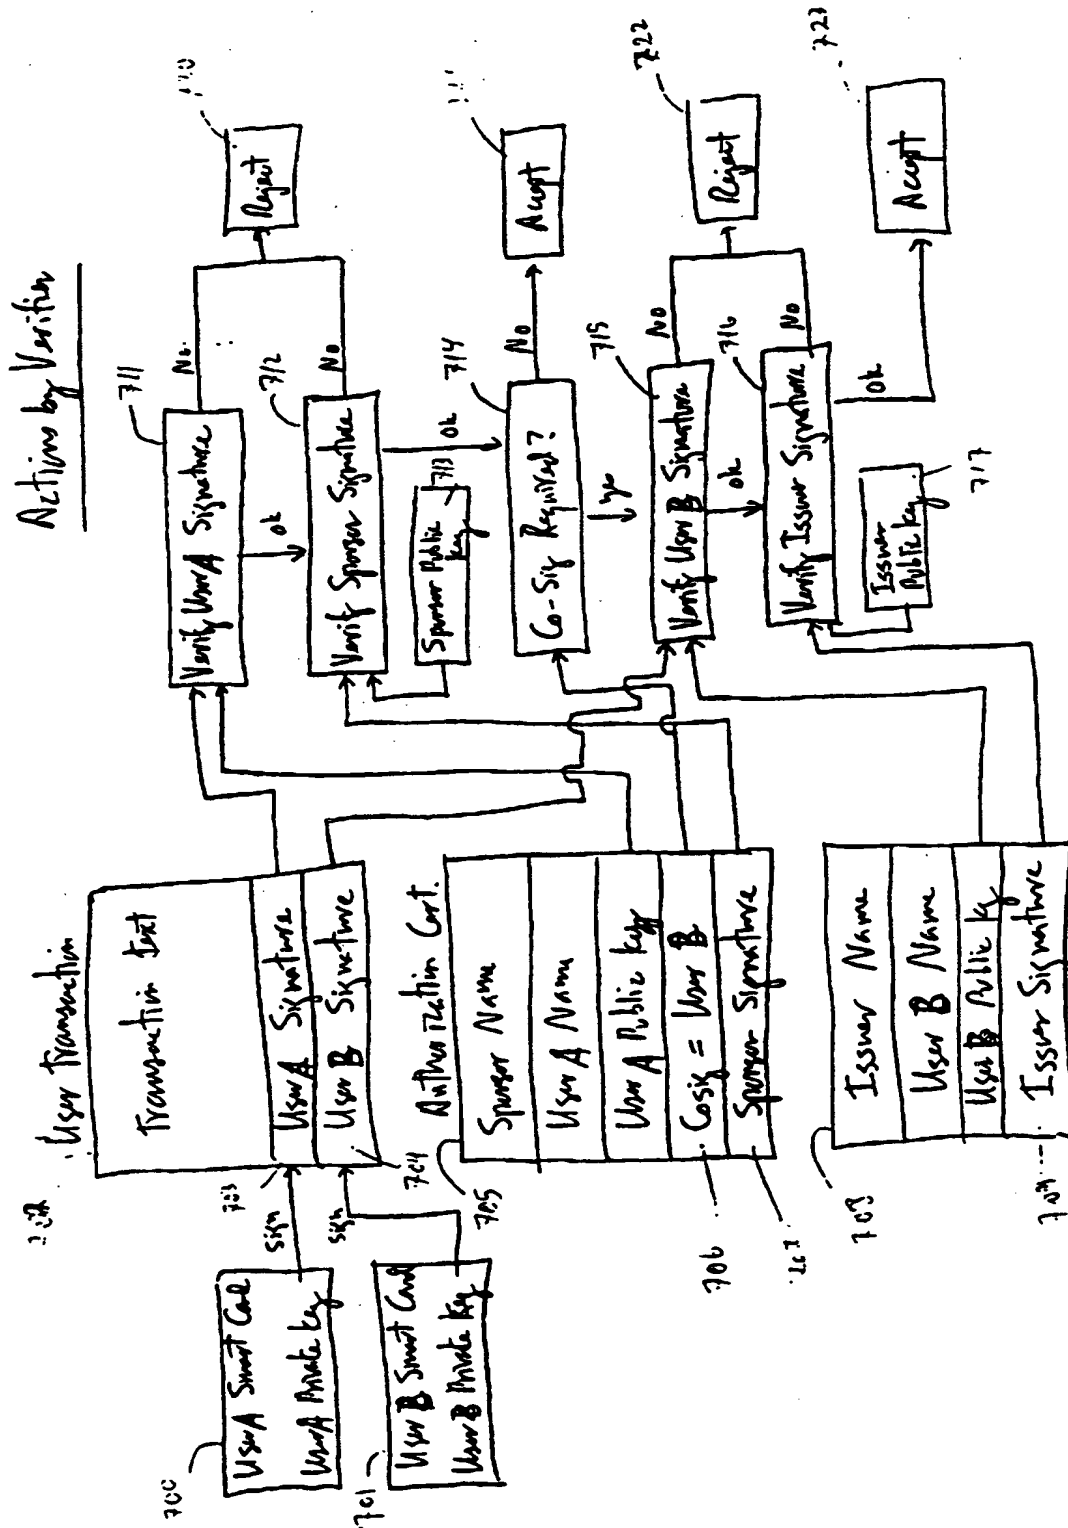 Actions by Verifier
User Transaction
Transaction text
User A Signature
User B Signature
703
704
700
User A Smart Card
User A Private key
sign
701
User B Smart Card
User B Private key
sign
Authorization Cert.
705
Sponsor Name
User A Name
User A Public key
Cosig = User B
Sponsor Signature
706
708
Issuer Name
User B Name
User B Public key
Issuer Signature
709
711
Verify User A Signature
No
OK
712
Verify Sponsor Signature
No
OK
Reject
713
Sponsor Public
key
714
Co-Sig Required?
No
Yes
Accept
715
Verify User B Signature
No
OK
716
Verify Issuer Signature
No
OK
717
Issuer
Public key
722
Reject
723
Accept